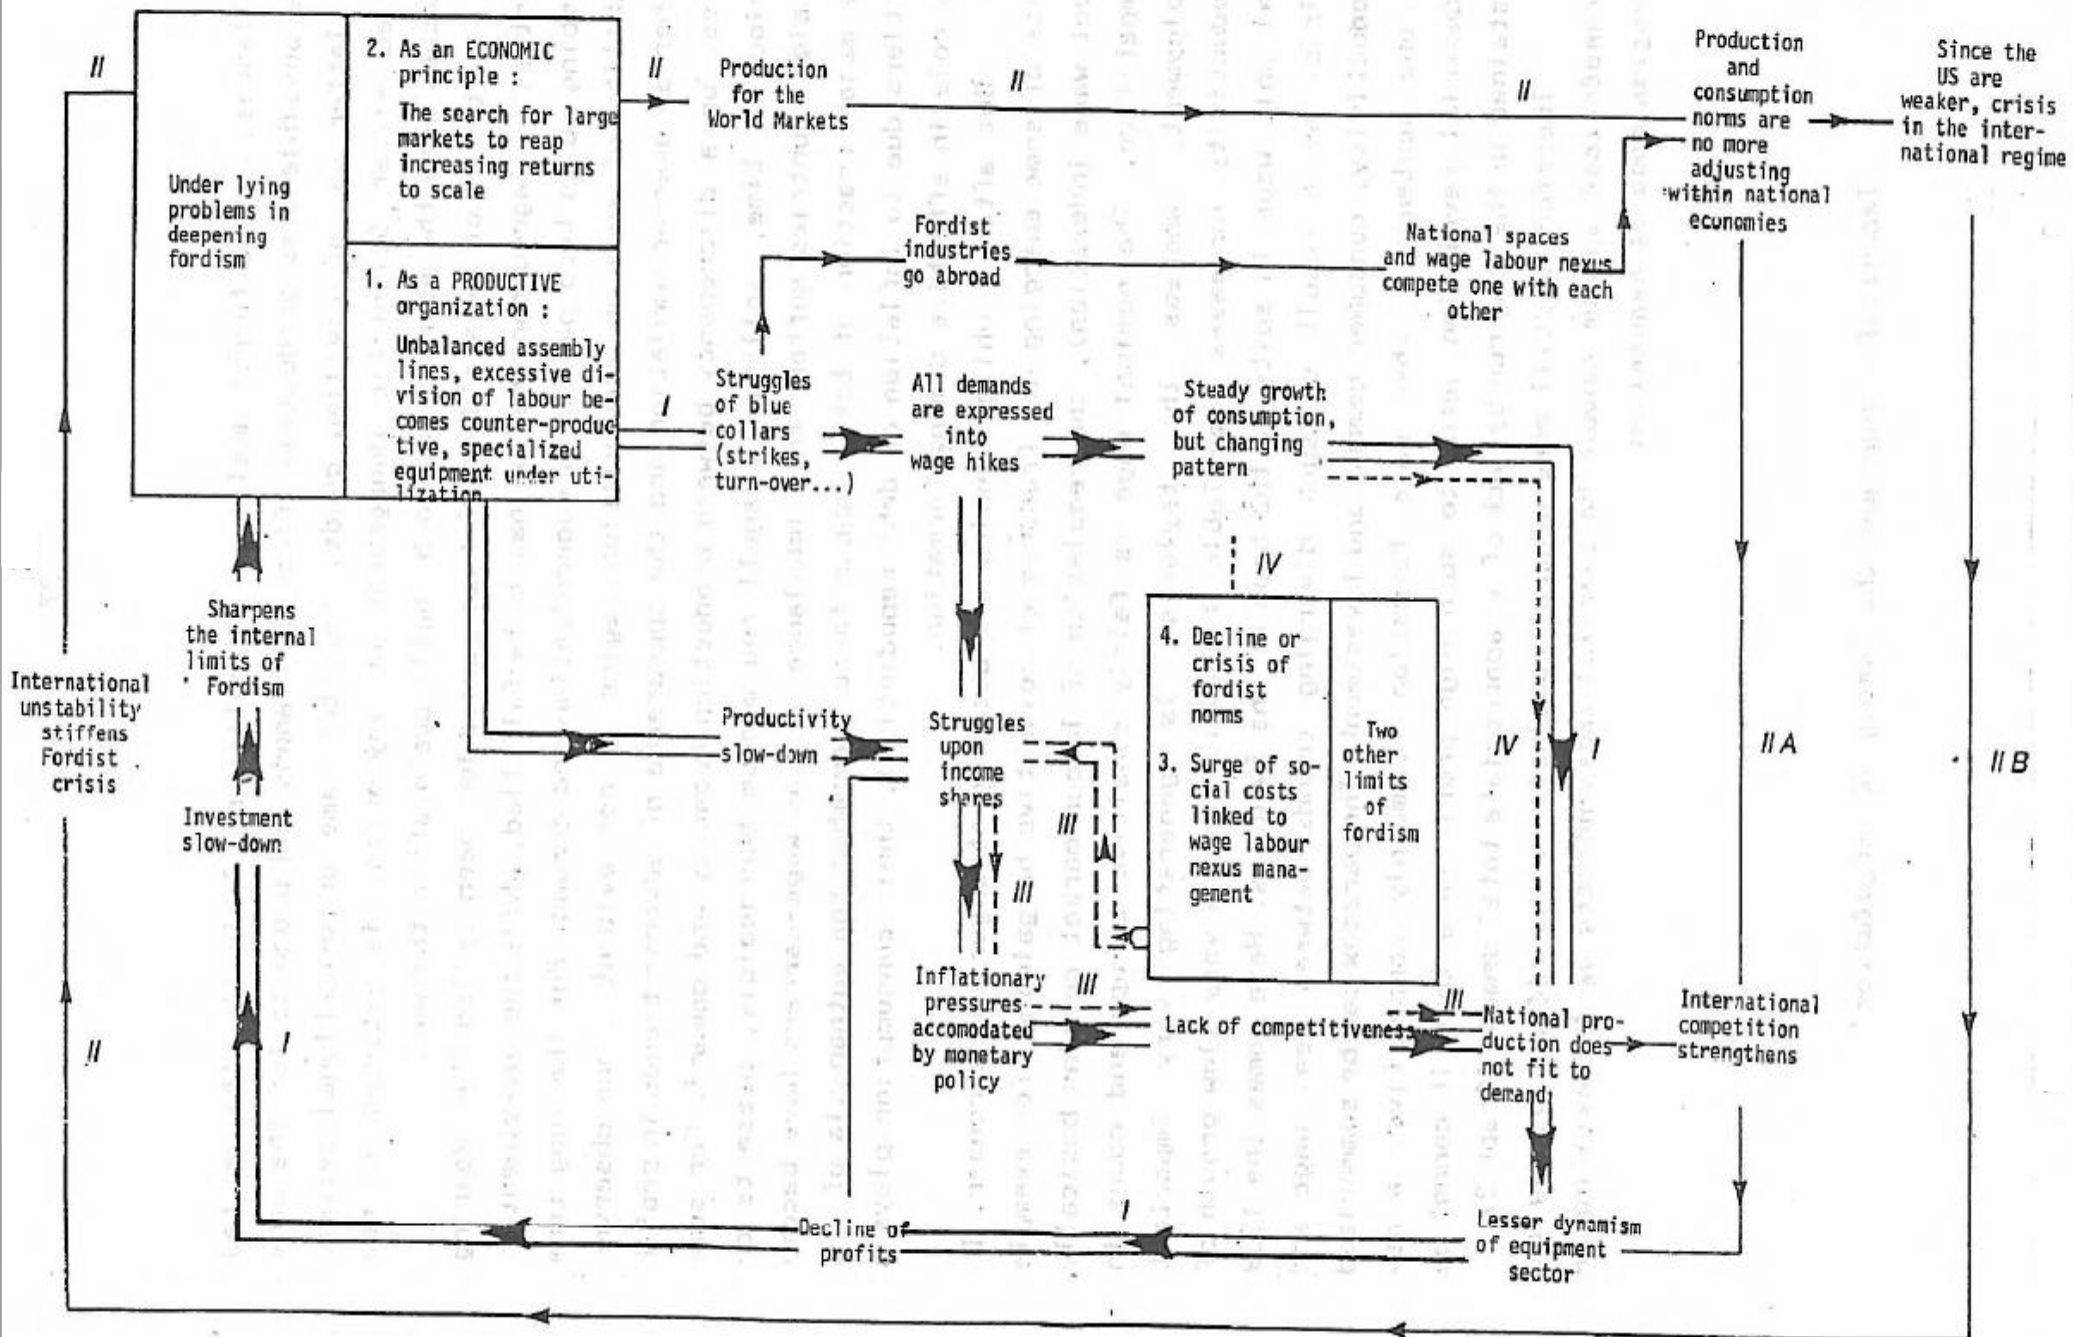 II
Under lying
problems in
deepening
fordism
2. As an ECONOMIC
principle :
The search for large
markets to reap
increasing returns
to scale
1. As a PRODUCTIVE
organization :
Unbalanced assembly
lines, excessive di-
vision of labour be-
comes counter-produc-
tive, specialized
equipment under uti-
lization
II
Production
for the
World Markets
II
II
Production
and
consumption
norms are
no more
adjusting
within national
economies
Since the
US are
weaker, crisis
in the inter-
national regime
Fordist
industries
go abroad
National spaces
and wage labour nexus
compete one with each
other
I
Struggles
of blue
collars
(strikes,
turn-over...)
All demands
are expressed
into
wage hikes
Steady growth
of consumption,
but changing
pattern
IV
4. Decline or
crisis of
fordist
norms
3. Surge of so-
cial costs
linked to
wage labour
nexus mana-
gement
Two
other
limits
of
fordism
IV
I
II A
II B
Sharpens
the internal
limits of
Fordism
International
unstability
stiffens
Fordist
crisis
Investment
slow-down
Productivity
slow-down
Struggles
upon
income
shares
III
III
Inflationary
pressures
accomodated
by monetary
policy
III
Lack of competitiveness
III
National pro-
duction does
not fit to
demand
International
competition
strengthens
II
I
Decline of
profits
I
Lesser dynamism
of equipment
sector